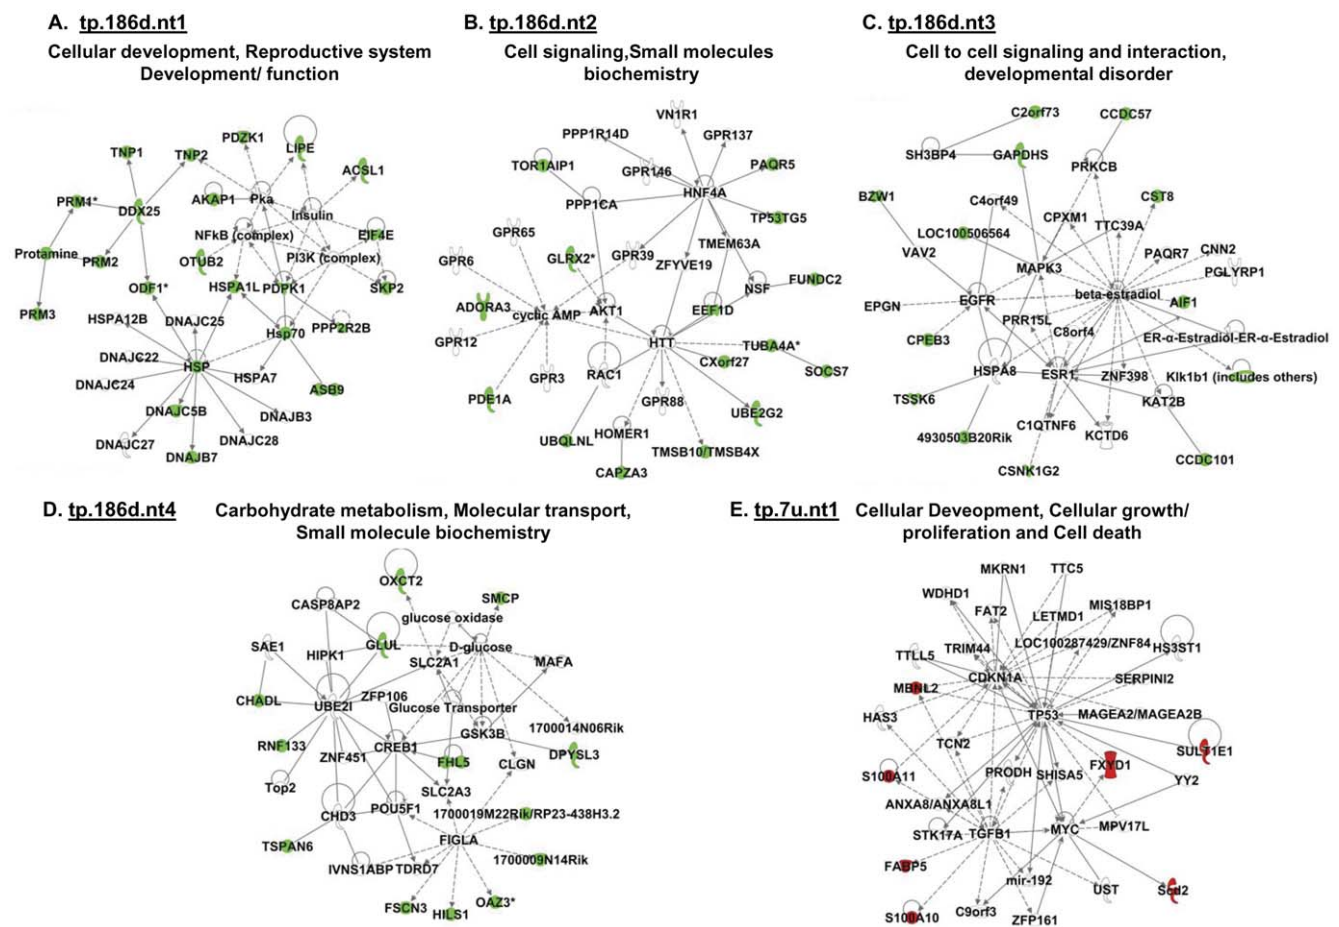 A. tp.186d.nt1
Cellular development, Reproductive system
Development/ function
PDZK1
LIPE
TNP1
TNP2
ACSL1
PRM1*
DDX25
AKAP1
Pka
Insulin
NFkB (complex)
EIF4E
Protamine
PRM2
OTUB2
PI3K (complex)
ODF1*
HSPA1L
PDPK1
SKP2
PRM3
HSPA12B
DNAJC25
Hsp70
PPP2R2B
DNAJC22
HSP
DNAJC24
HSPA7
ASB9
DNAJC5B
DNAJB3
DNAJC27
DNAJC28
DNAJB7
B. tp.186d.nt2
Cell signaling,Small molecules
biochemistry
VN1R1
PPP1R14D
GPR137
TOR1AIP1
GPR146
PAQR5
HNF4A
PPP1CA
TP53TG5
GPR65
TMEM63A
GPR6
GLRX2*
GPR39
ZFYVE19
NSF
FUNDC2
ADORA3
cyclic AMP
AKT1
EEF1D
GPR12
HTT
TUBA4A*
CXorf27
SOCS7
GPR3
RAC1
PDE1A
GPR88
UBE2G2
UBQLNL
HOMER1
TMSB10/TMSB4X
CAPZA3
C. tp.186d.nt3
Cell to cell signaling and interaction,
developmental disorder
C2orf73
CCDC57
SH3BP4
GAPDHS
PRKCB
BZW1
C4orf49
CST8
CPXM1
TTC39A
LOC100506564
VAV2
PAQR7
CNN2
MAPK3
PGLYRP1
EPGN
EGFR
beta-estradiol
AIF1
PRR15L
C8orf4
CPEB3
ER-α-Estradiol-ER-α-Estradiol
HSPA8
ESR1
ZNF398
Klk1b1 (includes others)
TSSK6
KAT2B
C1QTNF6
KCTD6
4930503B20Rik
CSNK1G2
CCDC101
D. tp.186d.nt4
Carbohydrate metabolism, Molecular transport,
Small molecule biochemistry
OXCT2
CASP8AP2
SMCP
glucose oxidase
SAE1
HIPK1
GLUL
D-glucose
SLC2A1
MAFA
CHADL
UBE2I
ZFP106
Glucose Transporter
1700014N06Rik
GSK3B
RNF133
ZNF451
CREB1
FHL5
CLGN
DPYSL3
Top2
SLC2A3
CHD3
POU5F1
1700019M22Rik/RP23-438H3.2
TSPAN6
FIGLA
IVNS1ABP
TDRD7
1700009N14Rik
FSCN3
HILS1
OAZ3*
E. tp.7u.nt1
Cellular Deveopment, Cellular growth/
proliferation and Cell death
MKRN1
TTC5
WDHD1
FAT2
LETMD1
MIS18BP1
TRIM44
LOC100287429/ZNF84
HS3ST1
TTLL5
CDKN1A
SERPINI2
MBNL2
HAS3
TP53
MAGEA2/MAGEA2B
TCN2
SULT1E1
S100A11
PRODH
SHISA5
FXYD1
YY2
ANXA8/ANXA8L1
STK17A
TGFB1
MYC
MPV17L
FABP5
mir-192
UST
Scd2
S100A10
C9orf3
ZFP161